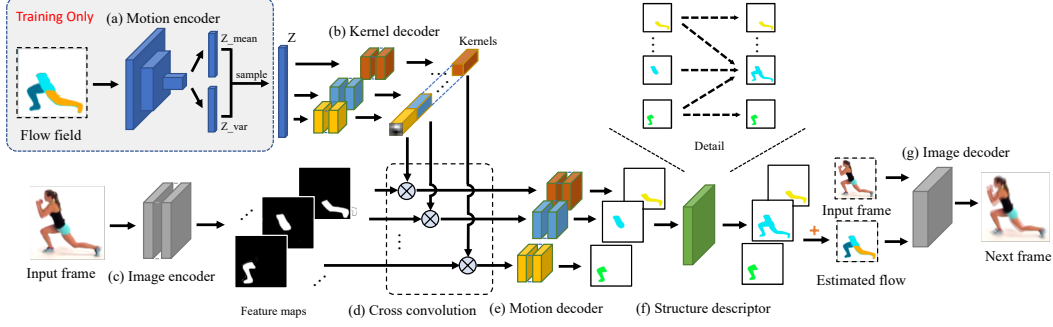 Training Only
(a) Motion encoder
Z_mean
Z_var
sample
Flow field
Z
(b) Kernel decoder
Kernels
Detail
(g) Image decoder
Input frame
(c) Image encoder
Feature maps
(d) Cross convolution
(e) Motion decoder
(f) Structure descriptor
Input frame
+
Estimated flow
Next frame